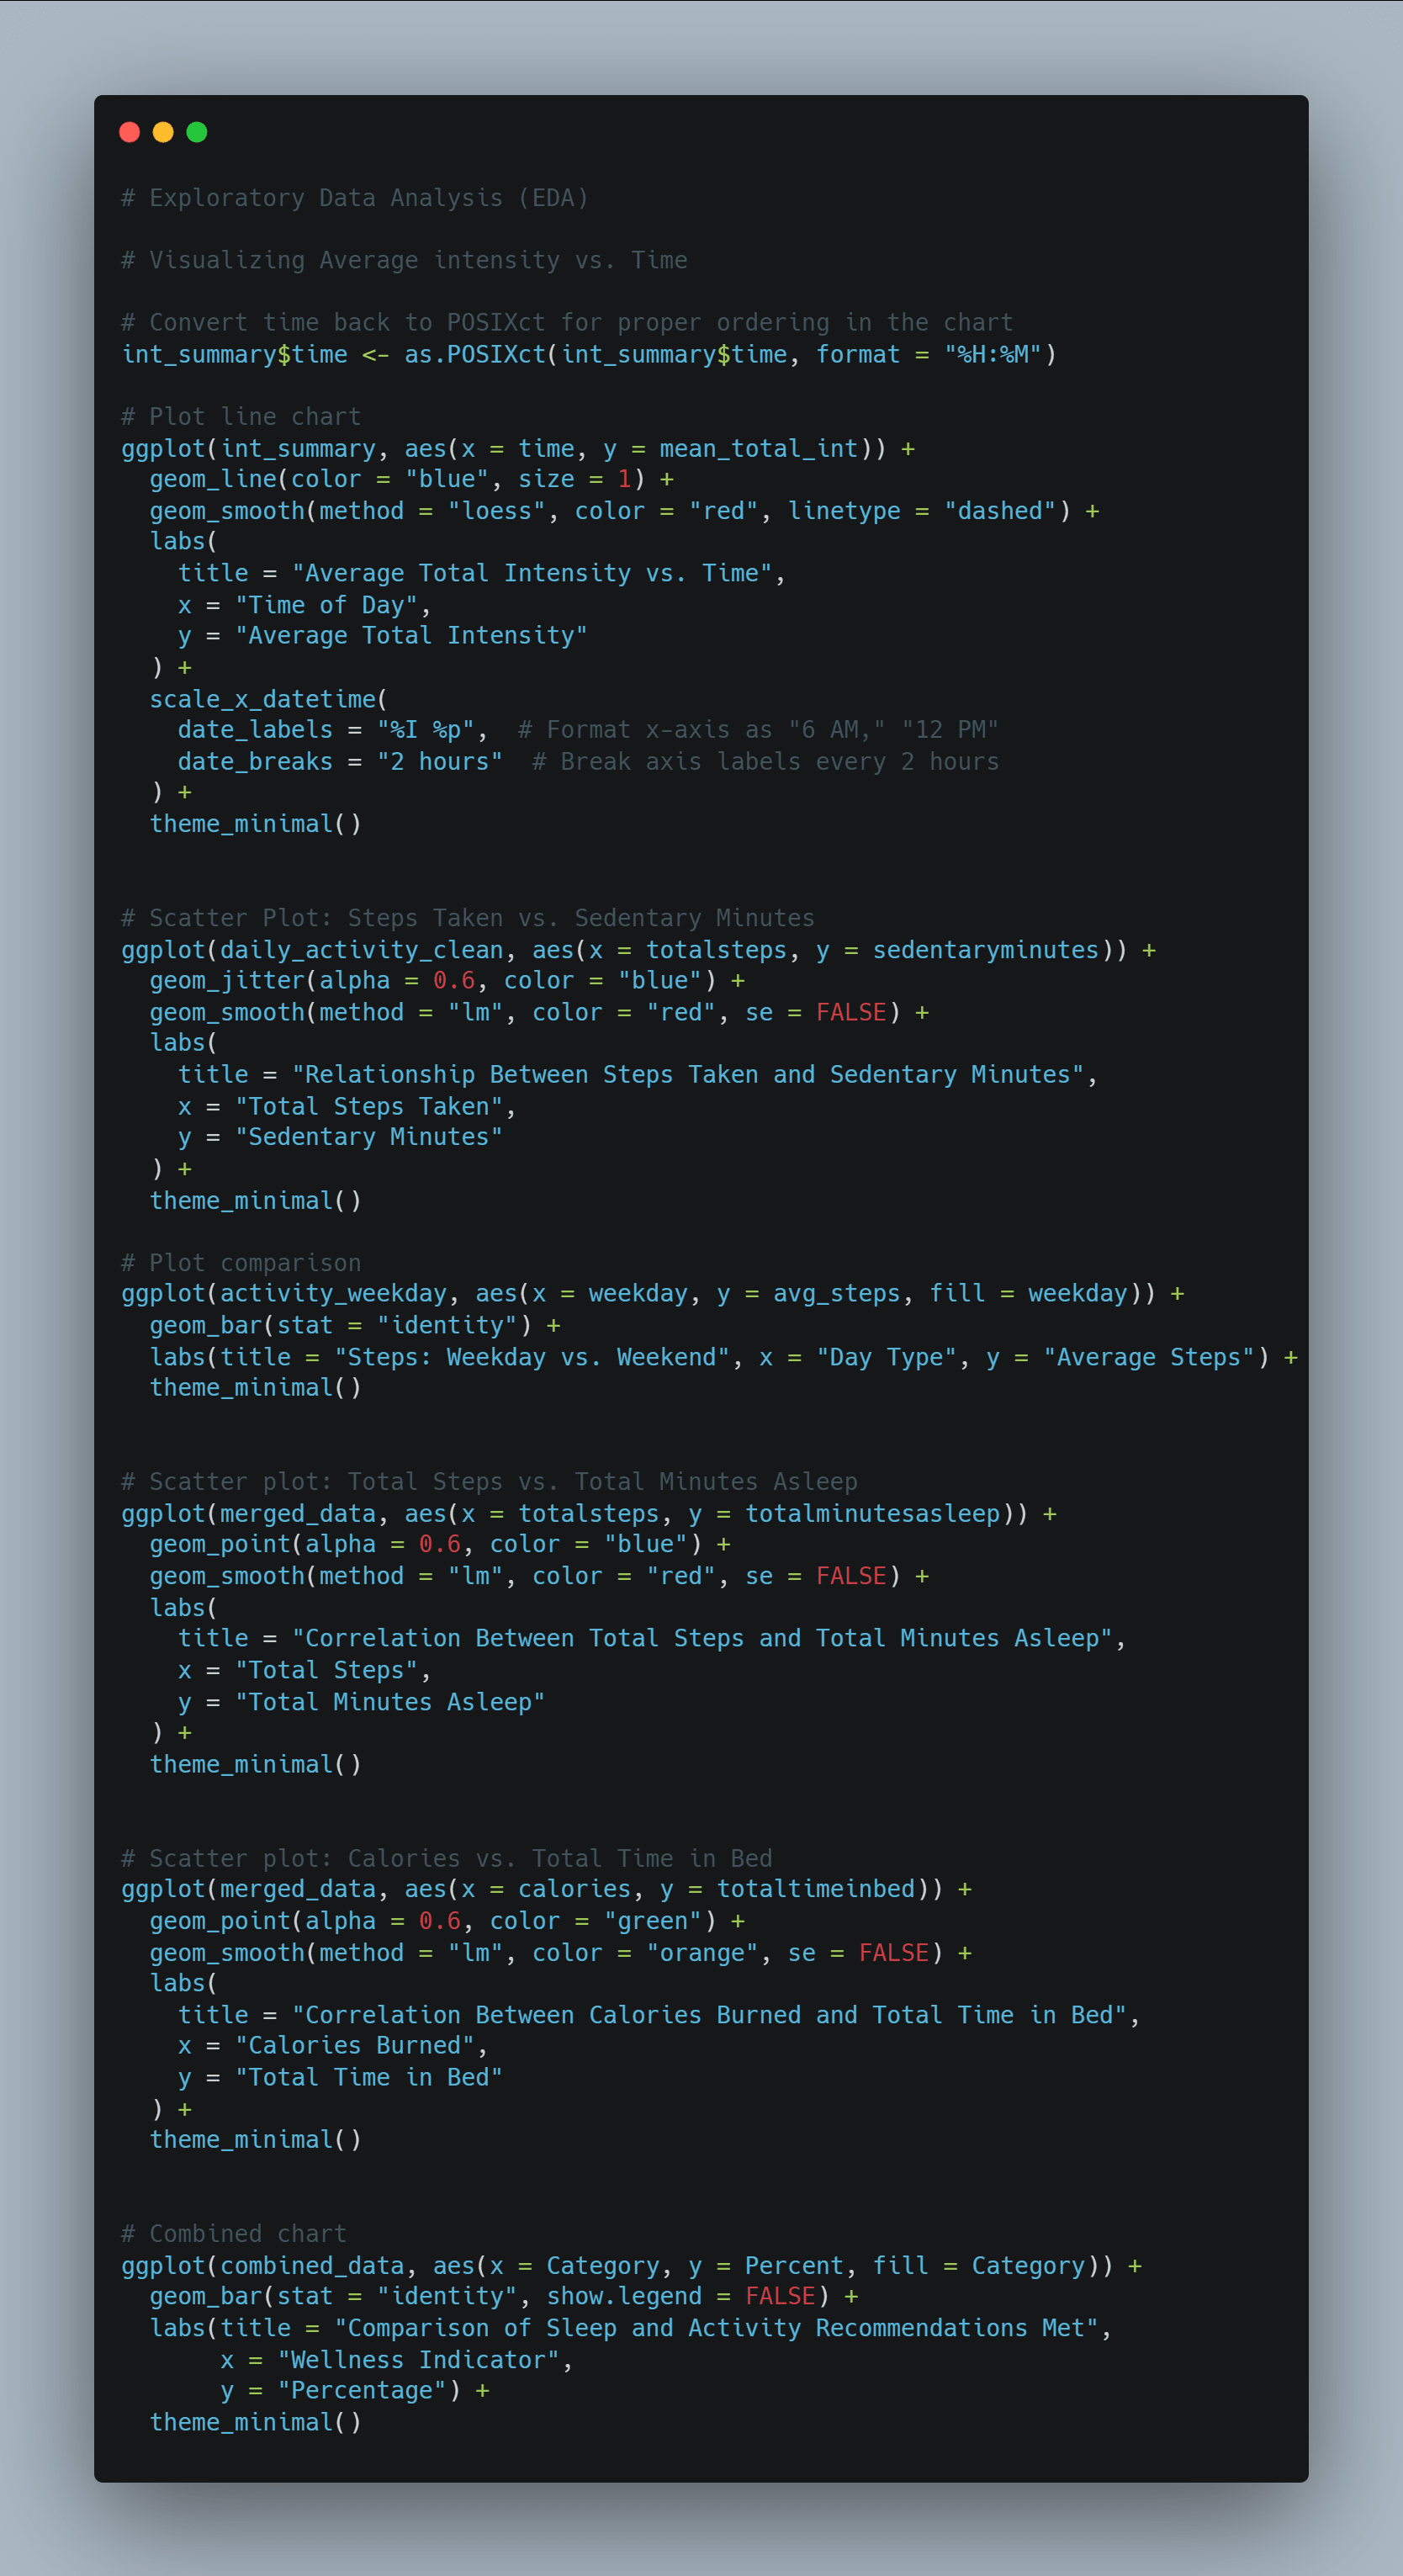 # Exploratory Data Analysis (EDA)
# Visualizing Average intensity vs. Time
# Convert time back to POSIXct for proper ordering in the chart
int_summary$time <- as.POSIXct(int_summary$time, format = "%H:%M")
# Plot line chart
ggplot(int_summary, aes(x = time, y = mean_total_int)) +
  geom_line(color = "blue", size = 1) +
  geom_smooth(method = "loess", color = "red", linetype = "dashed") +
  labs(
    title = "Average Total Intensity vs. Time",
    x = "Time of Day",
    y = "Average Total Intensity"
  ) +
  scale_x_datetime(
    date_labels = "%I %p",  # Format x-axis as "6 AM," "12 PM"
    date_breaks = "2 hours"  # Break axis labels every 2 hours
  ) +
  theme_minimal()
# Scatter Plot: Steps Taken vs. Sedentary Minutes
ggplot(daily_activity_clean, aes(x = totalsteps, y = sedentaryminutes)) +
  geom_jitter(alpha = 0.6, color = "blue") +
  geom_smooth(method = "lm", color = "red", se = FALSE) +
  labs(
    title = "Relationship Between Steps Taken and Sedentary Minutes",
    x = "Total Steps Taken",
    y = "Sedentary Minutes"
  ) +
  theme_minimal()
# Plot comparison
ggplot(activity_weekday, aes(x = weekday, y = avg_steps, fill = weekday)) +
  geom_bar(stat = "identity") +
  labs(title = "Steps: Weekday vs. Weekend", x = "Day Type", y = "Average Steps") +
  theme_minimal()
# Scatter plot: Total Steps vs. Total Minutes Asleep
ggplot(merged_data, aes(x = totalsteps, y = totalminutesasleep)) +
  geom_point(alpha = 0.6, color = "blue") +
  geom_smooth(method = "lm", color = "red", se = FALSE) +
  labs(
    title = "Correlation Between Total Steps and Total Minutes Asleep",
    x = "Total Steps",
    y = "Total Minutes Asleep"
  ) +
  theme_minimal()
# Scatter plot: Calories vs. Total Time in Bed
ggplot(merged_data, aes(x = calories, y = totaltimeinbed)) +
  geom_point(alpha = 0.6, color = "green") +
  geom_smooth(method = "lm", color = "orange", se = FALSE) +
  labs(
    title = "Correlation Between Calories Burned and Total Time in Bed",
    x = "Calories Burned",
    y = "Total Time in Bed"
  ) +
  theme_minimal()
# Combined chart
ggplot(combined_data, aes(x = Category, y = Percent, fill = Category)) +
  geom_bar(stat = "identity", show.legend = FALSE) +
  labs(title = "Comparison of Sleep and Activity Recommendations Met",
       x = "Wellness Indicator",
       y = "Percentage") +
  theme_minimal()